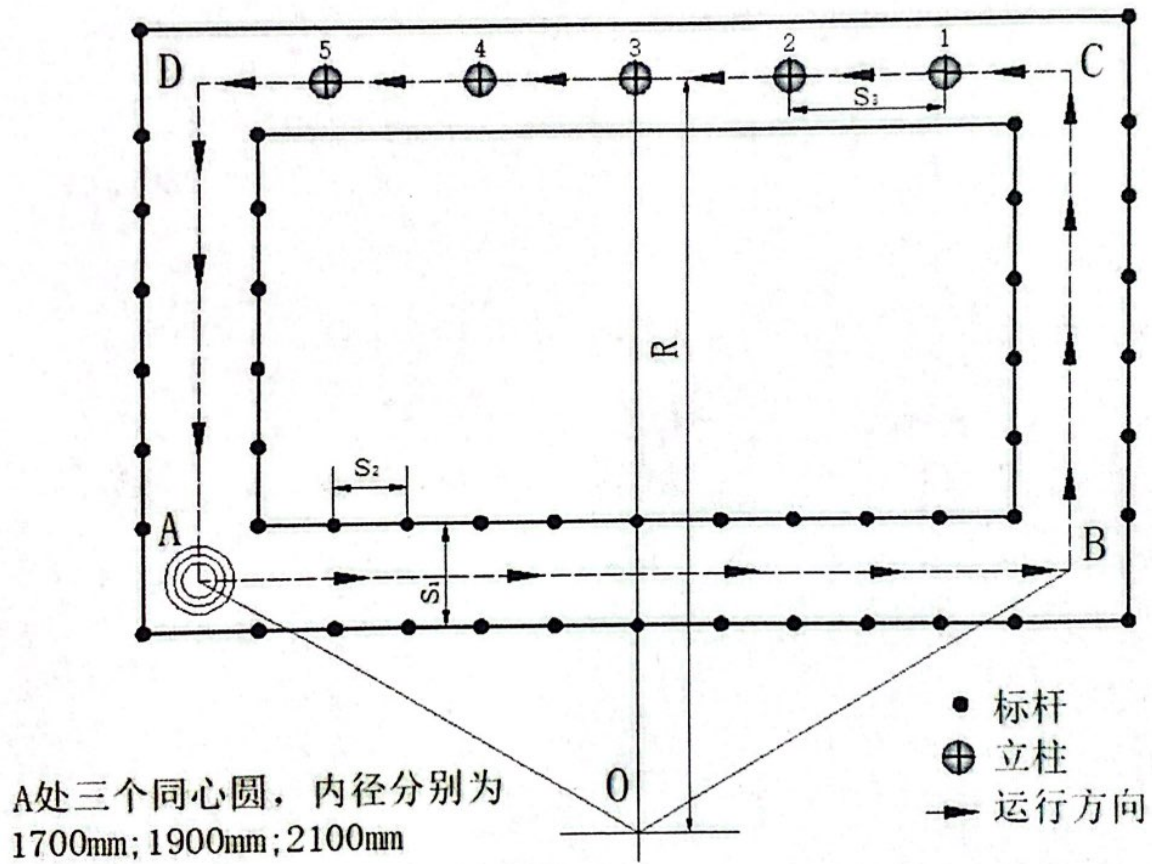 5 4 3 2 1
D C
S₃
R
S₂
A B
S₁
标杆
立柱
O
运行方向
A处三个同心圆，内径分别为
1700mm;1900mm;2100mm